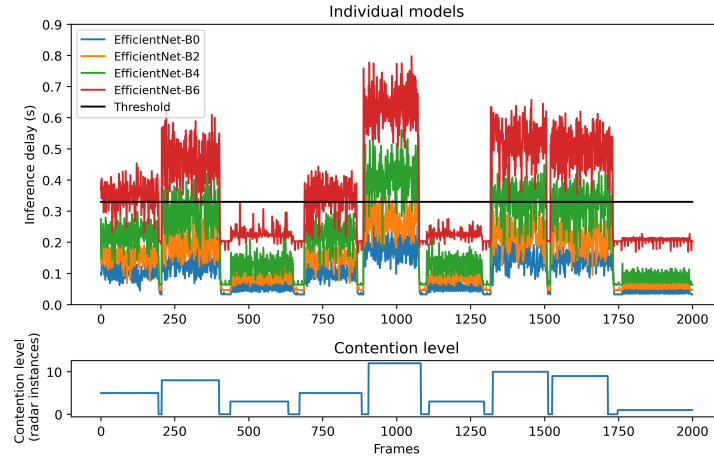 Individual models
0.9
0.8
0.7
0.6
0.5
0.4
0.3
0.2
0.1
0.0
Inference delay (s)
EfficientNet-B0
EfficientNet-B2
EfficientNet-B4
EfficientNet-B6
Threshold
0 250 500 750 1000 1250 1500 1750 2000
Contention level
Contention level
(radar instances)
10
0
0 250 500 750 1000 1250 1500 1750 2000
Frames